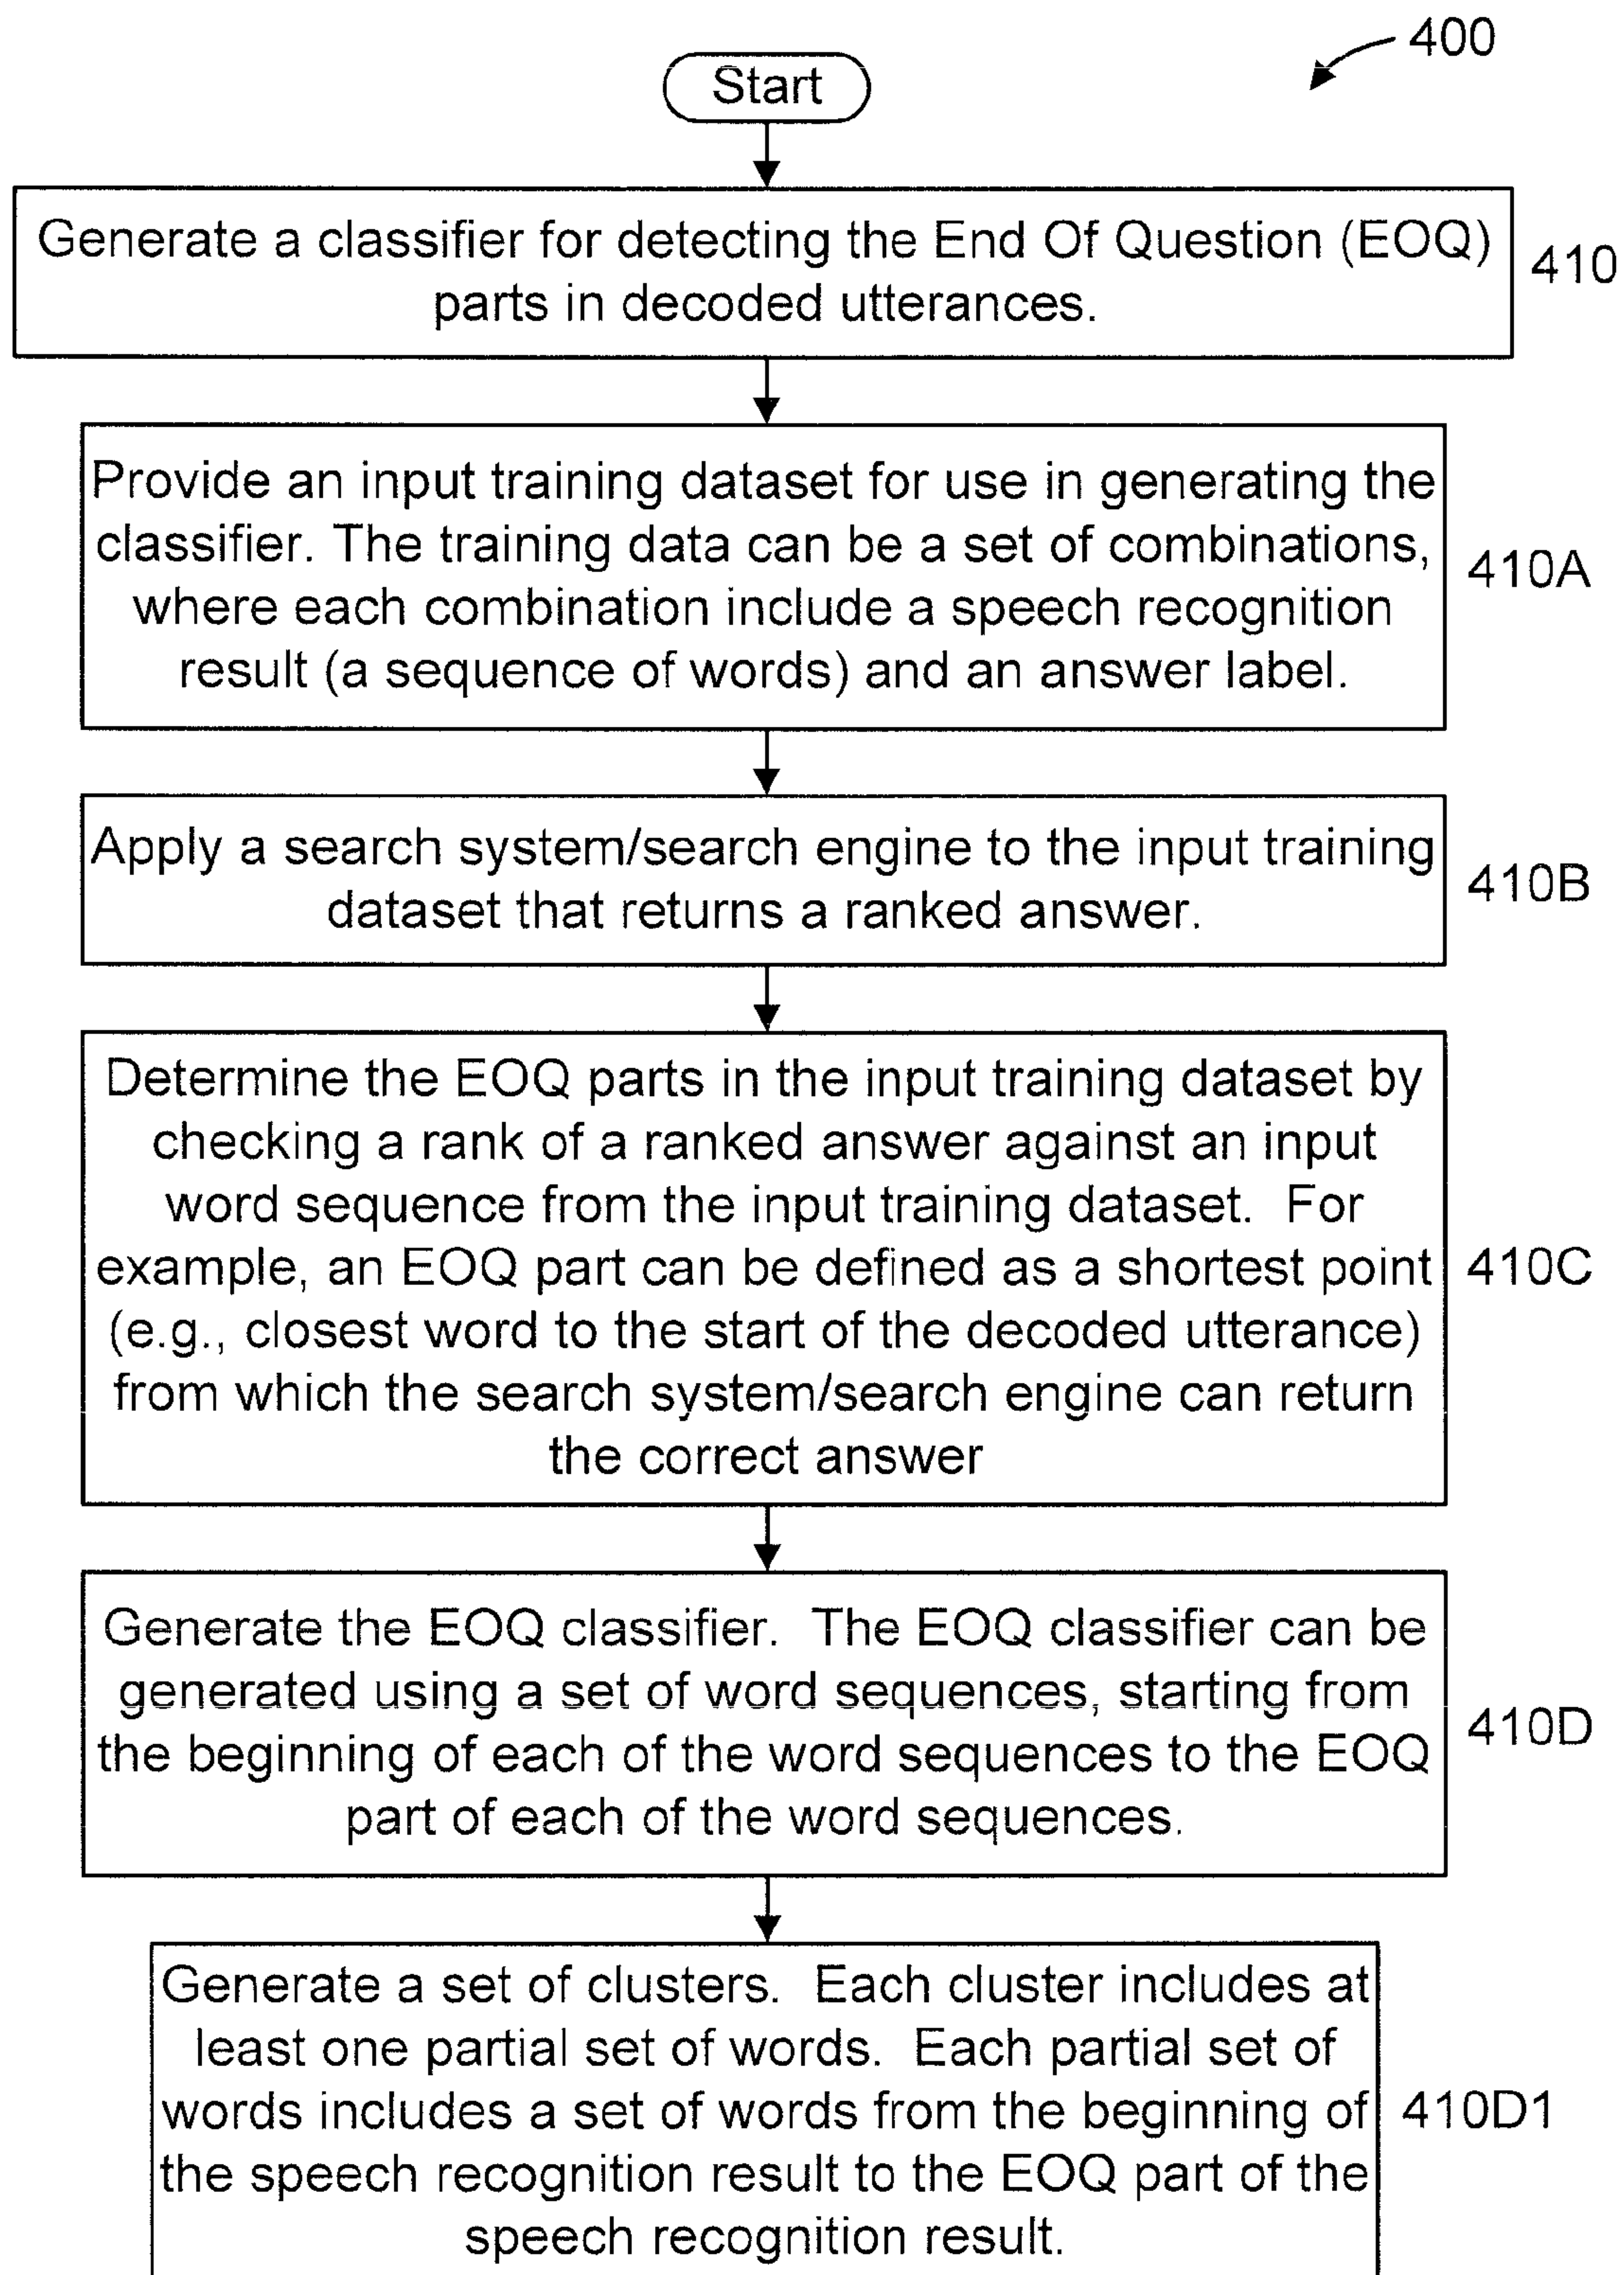 400
Start
Generate a classifier for detecting the End Of Question (EOQ)
parts in decoded utterances.
410
Provide an input training dataset for use in generating the
classifier. The training data can be a set of combinations,
where each combination include a speech recognition
result (a sequence of words) and an answer label.
410A
Apply a search system/search engine to the input training
dataset that returns a ranked answer.
410B
Determine the EOQ parts in the input training dataset by
checking a rank of a ranked answer against an input
word sequence from the input training dataset. For
example, an EOQ part can be defined as a shortest point
(e.g., closest word to the start of the decoded utterance)
from which the search system/search engine can return
the correct answer
410C
Generate the EOQ classifier. The EOQ classifier can be
generated using a set of word sequences, starting from
the beginning of each of the word sequences to the EOQ
part of each of the word sequences.
410D
Generate a set of clusters. Each cluster includes at
least one partial set of words. Each partial set of
words includes a set of words from the beginning of
the speech recognition result to the EOQ part of the
speech recognition result.
410D1